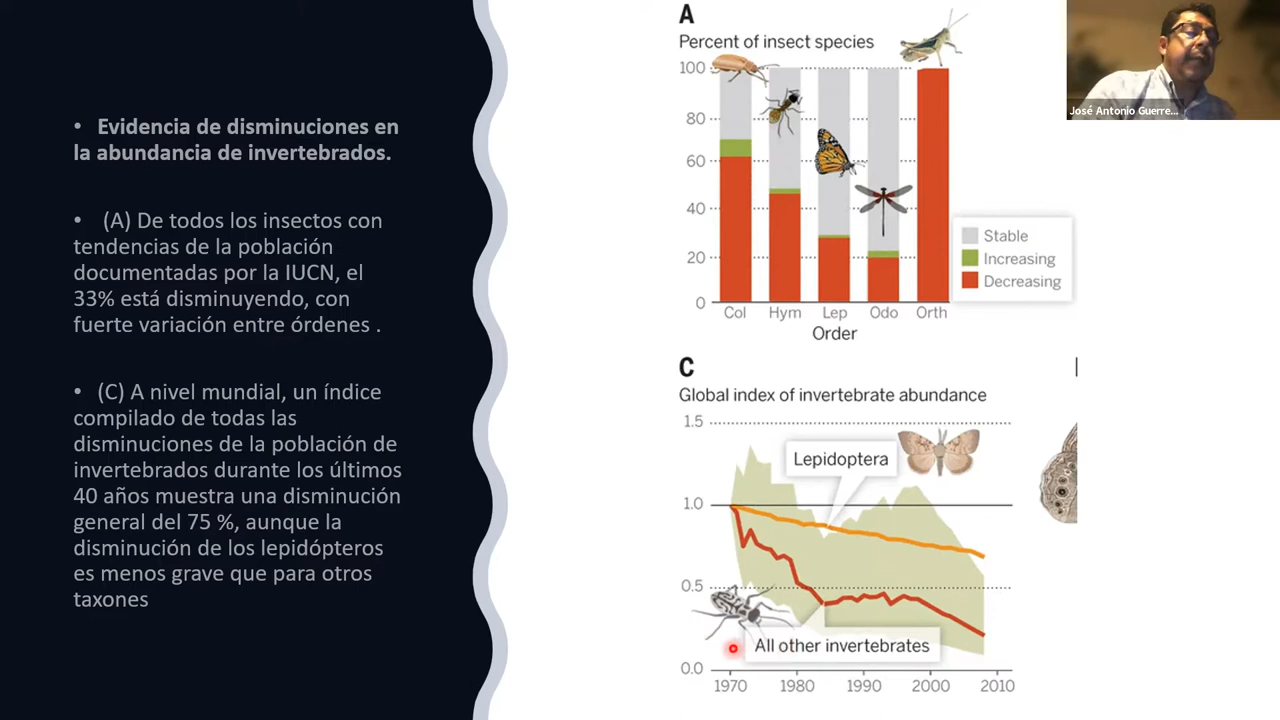 • Evidencia de disminuciones en
la abundancia de invertebrados.
• (A) De todos los insectos con
tendencias de la población
documentadas por la IUCN, el
33% está disminuyendo, con
fuerte variación entre órdenes .
• (C) A nivel mundial, un índice
compilado de todas las
disminuciones de la población de
invertebrados durante los últimos
40 años muestra una disminución
general del 75 %, aunque la
disminución de los lepidópteros
es menos grave que para otros
taxones
A
Percent of insect species
100
80
60
40
20
0
Col Hym Lep Odo Orth
Order
Stable
Increasing
Decreasing
C
Global index of invertebrate abundance
1.5
1.0
0.5
0.0
Lepidoptera
All other invertebrates
1970 1980 1990 2000 2010
José Antonio Guerre...